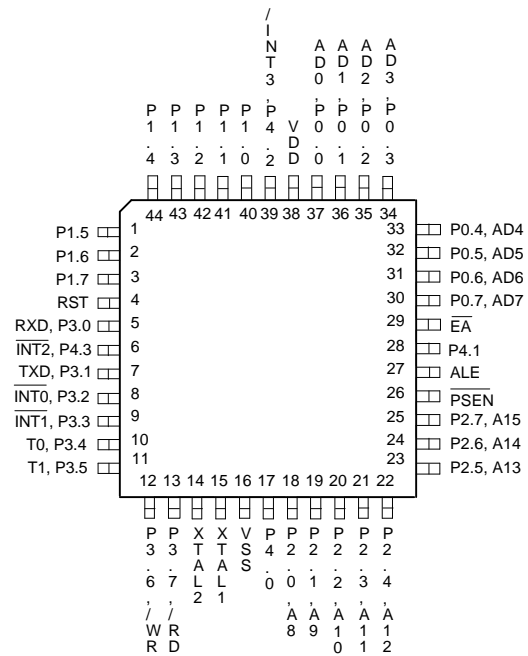 P1.4
P1.3
P1.2
P1.1
P1.0
/INT3,P4.2
VDD
AD0,P0.0
AD1,P0.1
AD2,P0.2
AD3,P0.3
44 43 42 41 40 39 38 37 36 35 34
P1.5 1
P1.6 2
P1.7 3
RST 4
RXD, P3.0 5
INT2, P4.3 6
TXD, P3.1 7
INT0, P3.2 8
INT1, P3.3 9
T0, P3.4 10
T1, P3.5 11
33 P0.4, AD4
32 P0.5, AD5
31 P0.6, AD6
30 P0.7, AD7
29 EA
28 P4.1
27 ALE
26 PSEN
25 P2.7, A15
24 P2.6, A14
23 P2.5, A13
12 13 14 15 16 17 18 19 20 21 22
P3.6,/WR
P3.7,/RD
XTAL2
XTAL1
VSS
P4.0
P2.0,A8
P2.1,A9
P2.2,A10
P2.3,A11
P2.4,A12